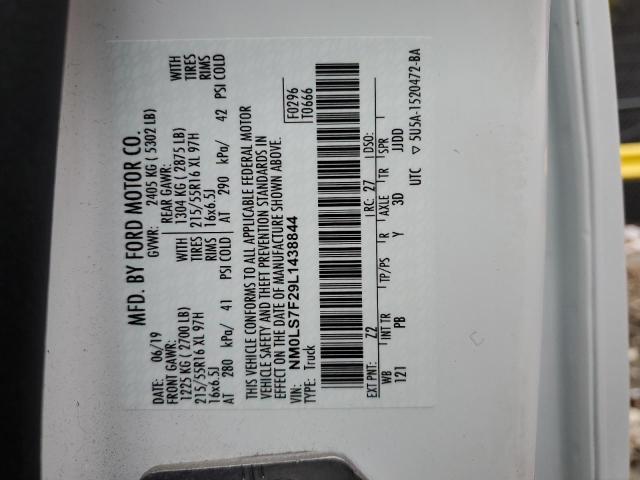 MFD. BY FORD MOTOR CO.
DATE: 06/19 GVWR: 2405 KG ( 5302 LB)
FRONT GAWR: REAR GAWR:
1225 KG ( 2700 LB) WITH 1304 KG ( 2875 LB) WITH
215/55R16 XL 97H TIRES 215/55R16 XL 97H TIRES
16x6.5J RIMS 16x6.5J RIMS
AT 280 kPa/ 41 PSI COLD AT 290 kPa/ 42 PSI COLD
THIS VEHICLE CONFORMS TO ALL APPLICABLE FEDERAL MOTOR
VEHICLE SAFETY AND THEFT PREVENTION STANDARDS IN
EFFECT ON THE DATE OF MANUFACTURE SHOWN ABOVE.
VIN: NM0LS7F29L1438844 F0296
TYPE: Truck T0666
EXT PNT: Z2 RC: 27 DSO:
WB INT TR TP/PS R AXLE TR SPR
121 PB Y 3D JJDD
UTC ▽ 5U5A-1520472-BA